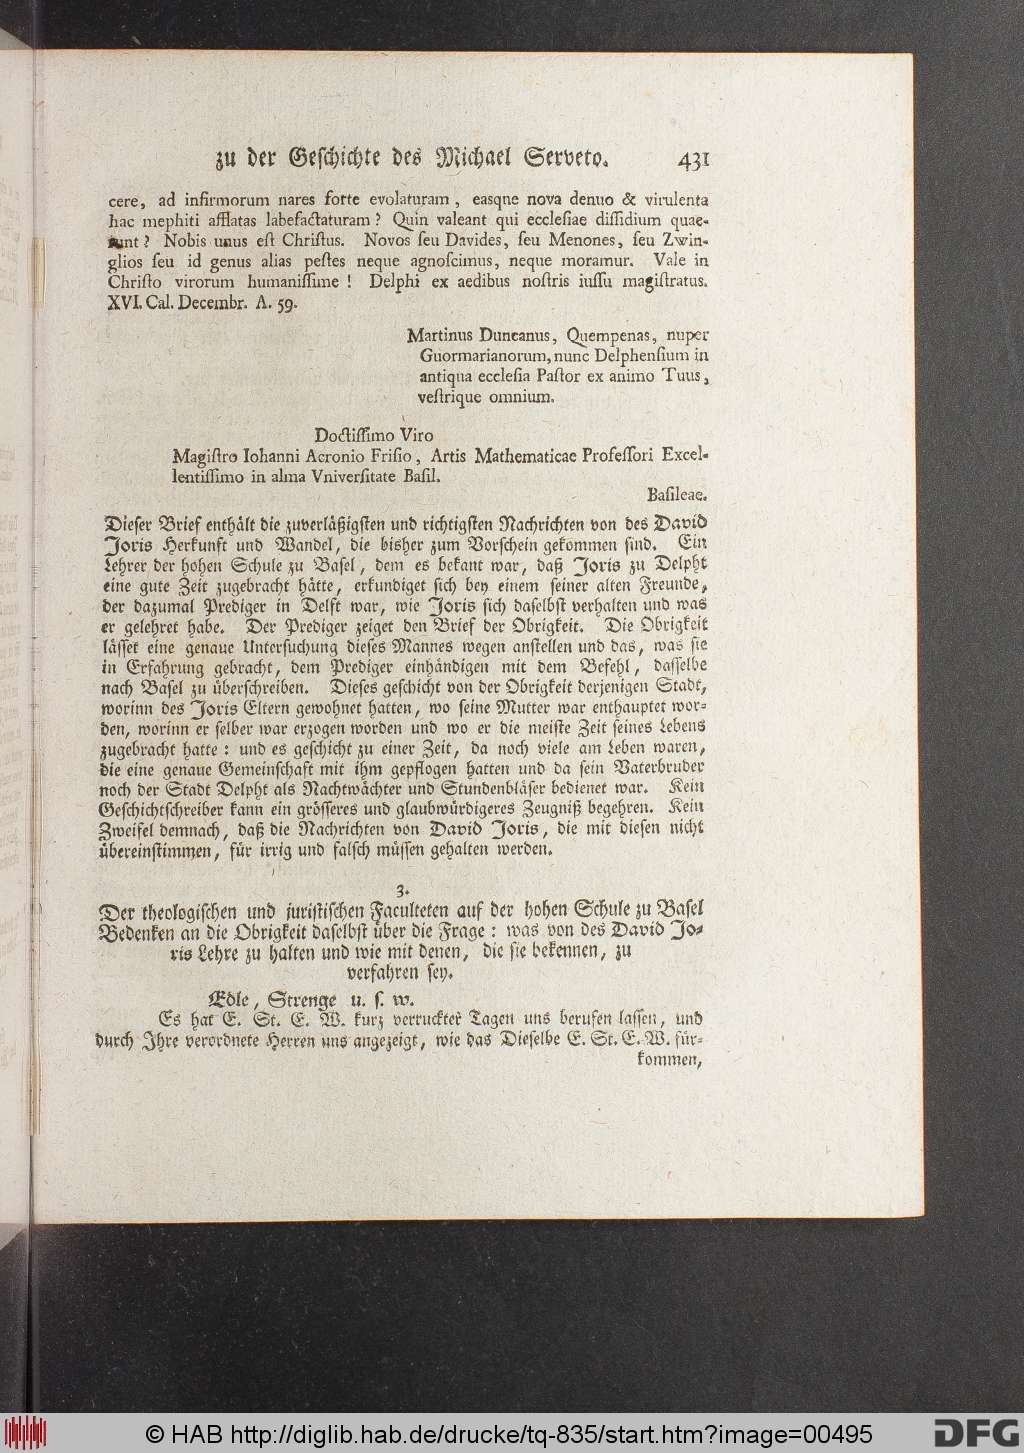 zu der Geschichte des Michael Serveto. 431
cere, ad infirmorum nares forte evolaturam, easque nova denuo & virulenta
hac mephiti afflatas labefactaturam? Quin valeant qui ecclesiae dissidium quae-
runt? Nobis unus est Christus. Novos seu Davides, seu Menones, seu Zwin-
glios seu id genus alias pestes neque agnoscimus, neque moramur. Vale in
Christo virorum humanissime! Delphi ex aedibus nostris iussu magistratus.
XVI. Cal. Decembr. A. 59.
Martinus Duncanus, Quempenas, nuper
Guormarianorum, nunc Delphensium in
antiqua ecclesia Pastor ex animo Tuus,
vestrique omnium.
Doctissimo Viro
Magistro Iohanni Acronio Frisio, Artis Mathematicae Professori Excel-
lentissimo in alma Vniversitate Basil.
Basileae.
Dieser Brief enthält die zuverläßigsten und richtigsten Nachrichten von des David
Joris Herkunft und Wandel, die bisher zum Vorschein gekommen sind. Ein
Lehrer der hohen Schule zu Basel, dem es bekant war, daß Joris zu Delpht
eine gute Zeit zugebracht hätte, erkundiget sich bey einem seiner alten Freunde,
der dazumal Prediger in Delft war, wie Joris sich daselbst verhalten und was
er gelehret habe. Der Prediger zeiget den Brief der Obrigkeit. Die Obrigkeit
lässet eine genaue Untersuchung dieses Mannes wegen anstellen und das, was sie
in Erfahrung gebracht, dem Prediger einhändigen mit dem Befehl, dasselbe
nach Basel zu überschreiben. Dieses geschicht von der Obrigkeit derjenigen Stadt,
worinn des Joris Eltern gewohnet hatten, wo seine Mutter war enthauptet wor-
den, worinn er selber war erzogen worden und wo er die meiste Zeit seines Lebens
zugebracht hatte: und es geschicht zu einer Zeit, da noch viele am Leben waren,
die eine genaue Gemeinschaft mit ihm gepflogen hatten und da sein Vaterbruder
noch der Stadt Delpht als Nachtwächter und Stundenbläser bedienet war. Kein
Geschichtschreiber kann ein grösseres und glaubwürdigeres Zeugniß begehren. Kein
Zweifel demnach, daß die Nachrichten von David Joris, die mit diesen nicht
übereinstimmen, für irrig und falsch müssen gehalten werden.
3.
Der theologischen und juristischen Faculteten auf der hohen Schule zu Basel
Bedenken an die Obrigkeit daselbst über die Frage: was von des David Jo-
ris Lehre zu halten und wie mit denen, die sie bekennen, zu
verfahren sey.
Edle, Strenge u. s. w.
Es hat E. St. E. W. kurz verruckter Tagen uns berufen lassen, und
durch Ihre verordnete Herren uns angezeigt, wie das Dieselbe E. St. E. W. für-
kommen,
© HAB http://diglib.hab.de/drucke/tq-835/start.htm?image=00495
DFG